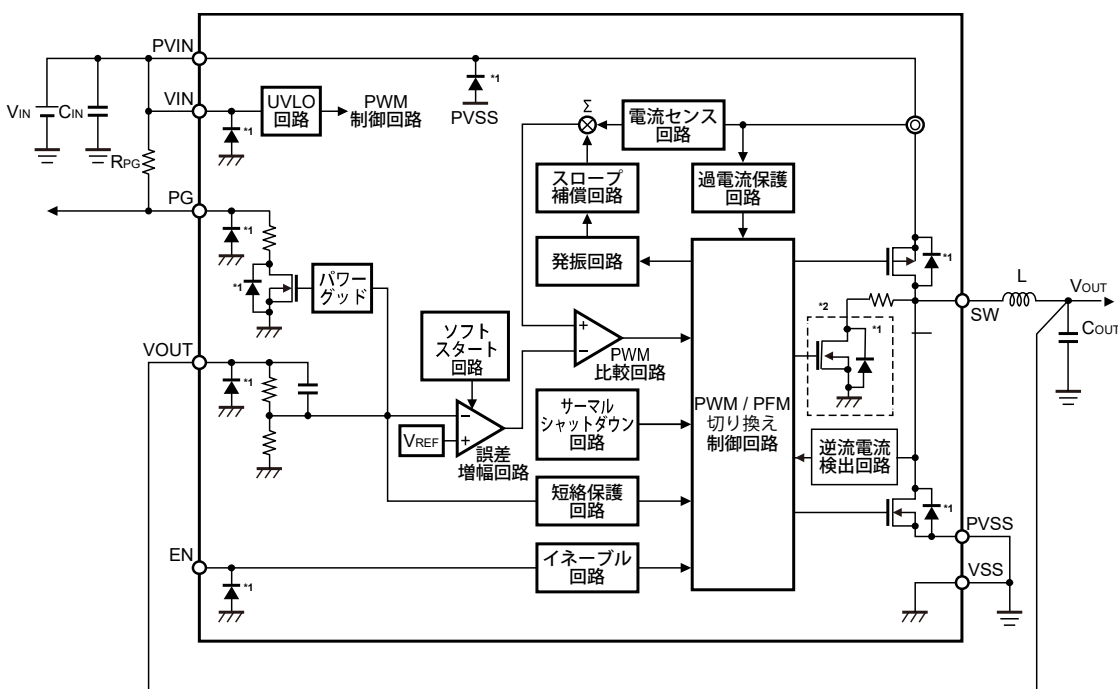 PVIN
*1
PVSS
VIN
UVLO
回路
PWM
制御回路
*1
VIN
CIN
RPG
Σ
電流センス
回路
スロープ
補償回路
過電流保護
回路
発振回路
PG
*1
*1
パワー
グッド
*1
L
VOUT
SW
COUT
*2
*1
ソフト
スタート
回路
+
−
PWM
比較回路
VOUT
*1
VREF
−
+
誤差
増幅回路
サーマル
シャットダウン
回路
PWM / PFM
切り換え
制御回路
逆流電流
検出回路
短絡保護
回路
*1
PVSS
EN
*1
イネーブル
回路
VSS